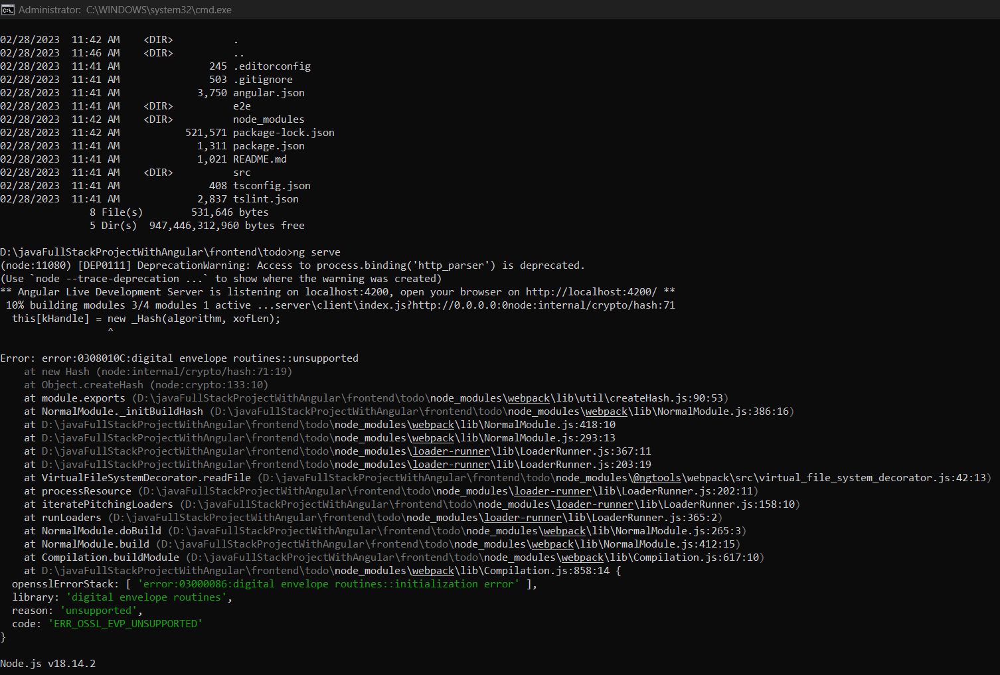 Administrator: C:\WINDOWS\system32\cmd.exe
02/28/2023  11:42 AM    <DIR>          .
02/28/2023  11:46 AM    <DIR>          ..
02/28/2023  11:41 AM               245 .editorconfig
02/28/2023  11:41 AM               503 .gitignore
02/28/2023  11:41 AM             3,750 angular.json
02/28/2023  11:41 AM    <DIR>          e2e
02/28/2023  11:42 AM    <DIR>          node_modules
02/28/2023  11:42 AM           521,571 package-lock.json
02/28/2023  11:41 AM             1,311 package.json
02/28/2023  11:41 AM             1,021 README.md
02/28/2023  11:41 AM    <DIR>          src
02/28/2023  11:41 AM               408 tsconfig.json
02/28/2023  11:41 AM             2,837 tslint.json
               8 File(s)        531,646 bytes
               5 Dir(s)  947,446,312,960 bytes free
D:\javaFullStackProjectWithAngular\frontend\todo>ng serve
(node:11080) [DEP0111] DeprecationWarning: Access to process.binding('http_parser') is deprecated.
(Use `node --trace-deprecation ...` to show where the warning was created)
** Angular Live Development Server is listening on localhost:4200, open your browser on http://localhost:4200/ **
 10% building modules 3/4 modules 1 active ...server\client\index.js?http://0.0.0.0:0node:internal/crypto/hash:71
  this[kHandle] = new _Hash(algorithm, xofLen);
                  ^
Error: error:0308010C:digital envelope routines::unsupported
    at new Hash (node:internal/crypto/hash:71:19)
    at Object.createHash (node:crypto:133:10)
    at module.exports (D:\javaFullStackProjectWithAngular\frontend\todo\node_modules\webpack\lib\util\createHash.js:90:53)
    at NormalModule._initBuildHash (D:\javaFullStackProjectWithAngular\frontend\todo\node_modules\webpack\lib\NormalModule.js:386:16)
    at D:\javaFullStackProjectWithAngular\frontend\todo\node_modules\webpack\lib\NormalModule.js:418:10
    at D:\javaFullStackProjectWithAngular\frontend\todo\node_modules\webpack\lib\NormalModule.js:293:13
    at D:\javaFullStackProjectWithAngular\frontend\todo\node_modules\loader-runner\lib\LoaderRunner.js:367:11
    at D:\javaFullStackProjectWithAngular\frontend\todo\node_modules\loader-runner\lib\LoaderRunner.js:203:19
    at VirtualFileSystemDecorator.readFile (D:\javaFullStackProjectWithAngular\frontend\todo\node_modules\@ngtools\webpack\src\virtual_file_system_decorator.js:42:13)
    at processResource (D:\javaFullStackProjectWithAngular\frontend\todo\node_modules\loader-runner\lib\LoaderRunner.js:202:11)
    at iteratePitchingLoaders (D:\javaFullStackProjectWithAngular\frontend\todo\node_modules\loader-runner\lib\LoaderRunner.js:158:10)
    at runLoaders (D:\javaFullStackProjectWithAngular\frontend\todo\node_modules\loader-runner\lib\LoaderRunner.js:365:2)
    at NormalModule.doBuild (D:\javaFullStackProjectWithAngular\frontend\todo\node_modules\webpack\lib\NormalModule.js:265:3)
    at NormalModule.build (D:\javaFullStackProjectWithAngular\frontend\todo\node_modules\webpack\lib\NormalModule.js:412:15)
    at Compilation.buildModule (D:\javaFullStackProjectWithAngular\frontend\todo\node_modules\webpack\lib\Compilation.js:617:10)
    at D:\javaFullStackProjectWithAngular\frontend\todo\node_modules\webpack\lib\Compilation.js:858:14 {
  opensslErrorStack: [ 'error:03000086:digital envelope routines::initialization error' ],
  library: 'digital envelope routines',
  reason: 'unsupported',
  code: 'ERR_OSSL_EVP_UNSUPPORTED'
}
Node.js v18.14.2